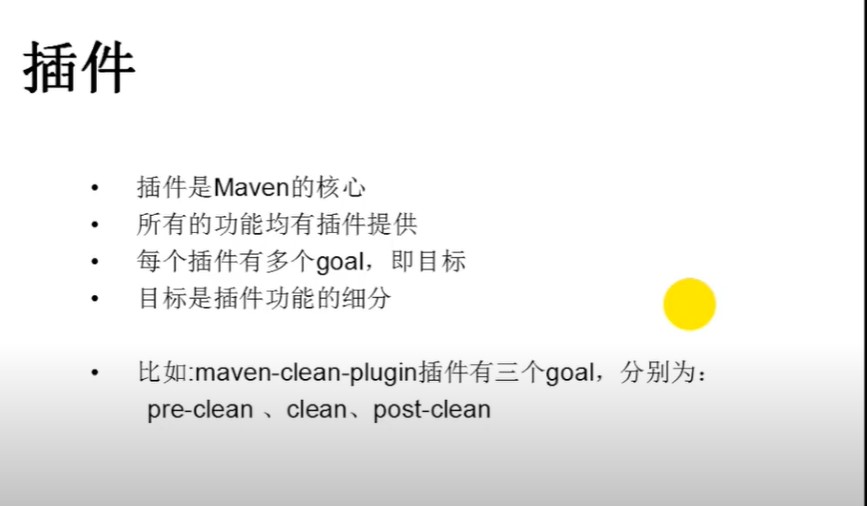 插件
• 插件是Maven的核心
• 所有的功能均有插件提供
• 每个插件有多个goal，即目标
• 目标是插件功能的细分
• 比如:maven-clean-plugin插件有三个goal，分别为：
pre-clean 、clean、post-clean